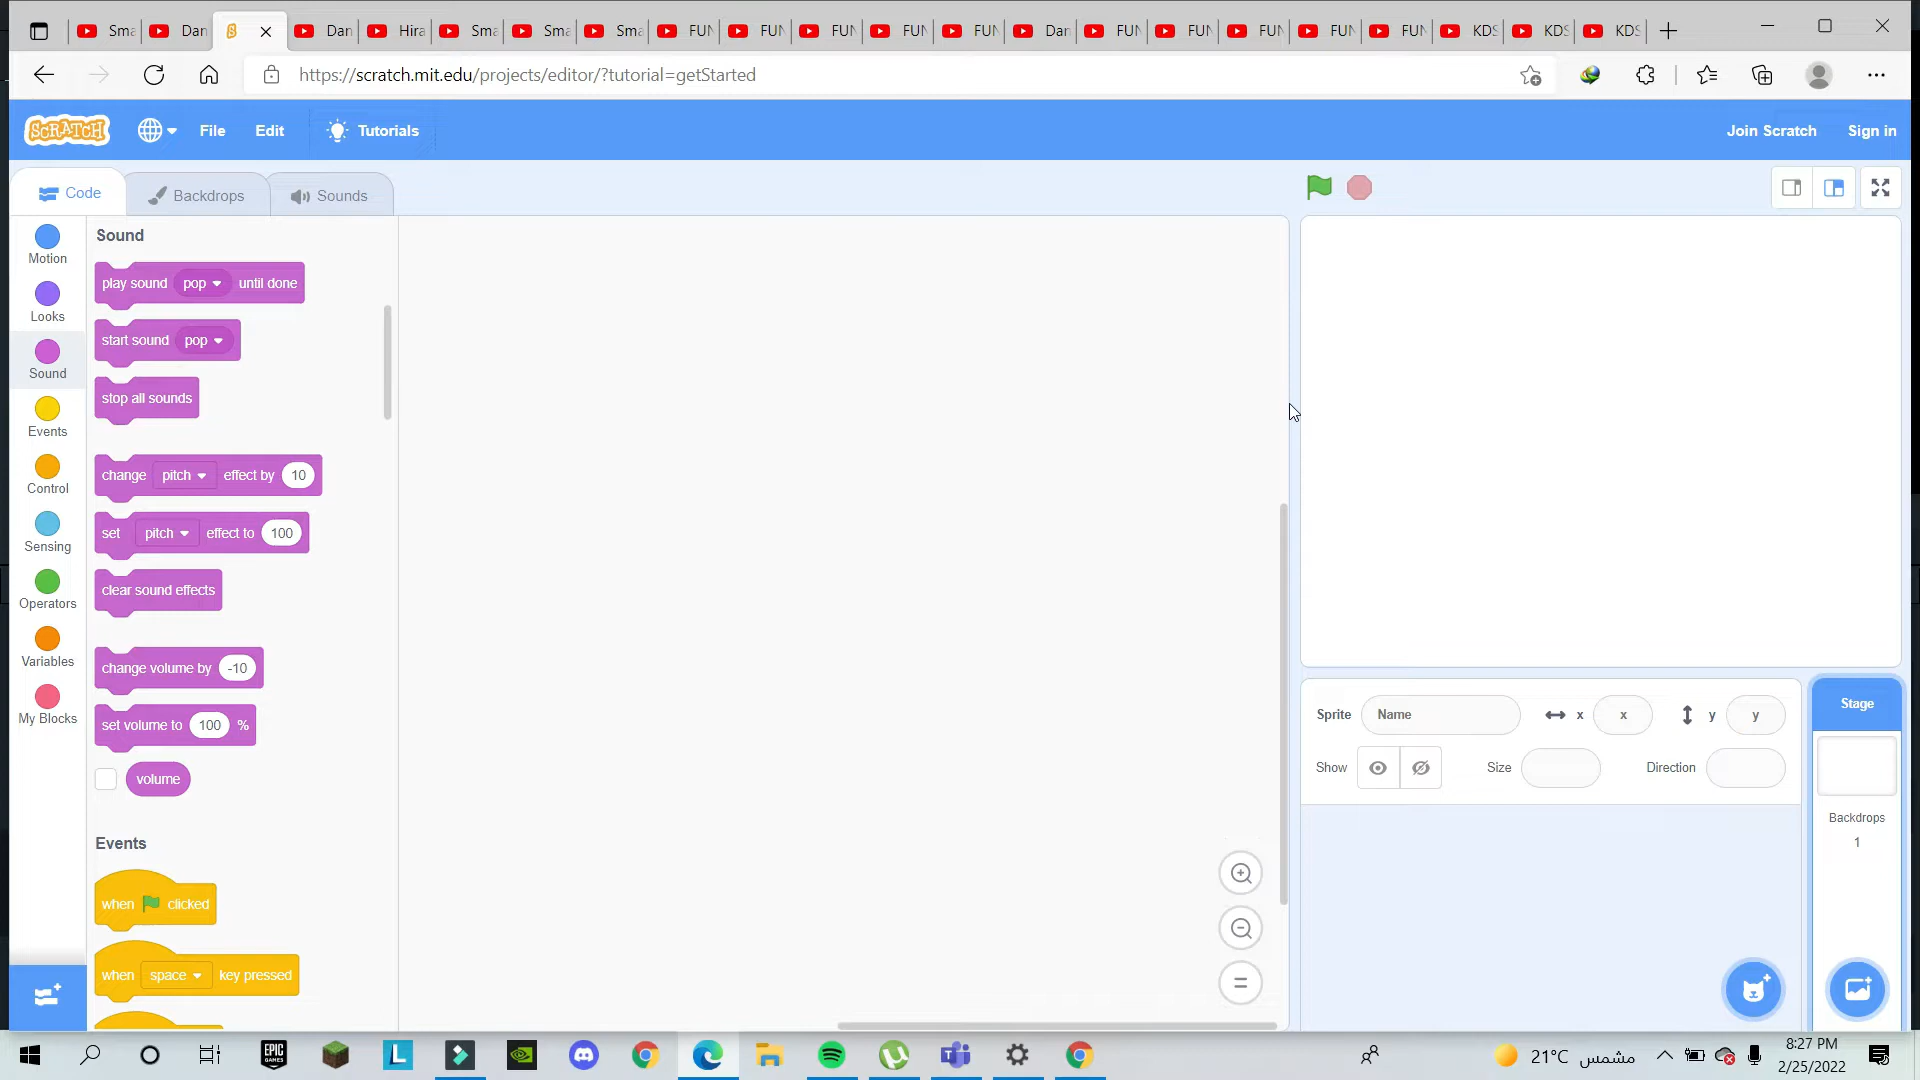 Sma
Dan
Dan
Hira
Sma
Sma
Sma
FUN
FUN
FUN
FUN
FUN
Dan
FUN
FUN
FUN
FUN
FUN
KDS
KDS
KDS
https://scratch.mit.edu/projects/editor/?tutorial=getStarted
SCRATCH
File
Edit
Tutorials
Join Scratch
Sign in
Code
Backdrops
Sounds
Motion
Looks
Sound
Events
Control
Sensing
Operators
Variables
My Blocks
Sound
play sound pop until done
start sound pop
stop all sounds
change pitch effect by 10
set pitch effect to 100
clear sound effects
change volume by -10
set volume to 100 %
volume
Events
when clicked
when space key pressed
Sprite Name x x y y
Show Size Direction
Stage
Backdrops
1
EPIC
GAMES
L
21°C مشمس
8:27 PM
2/25/2022